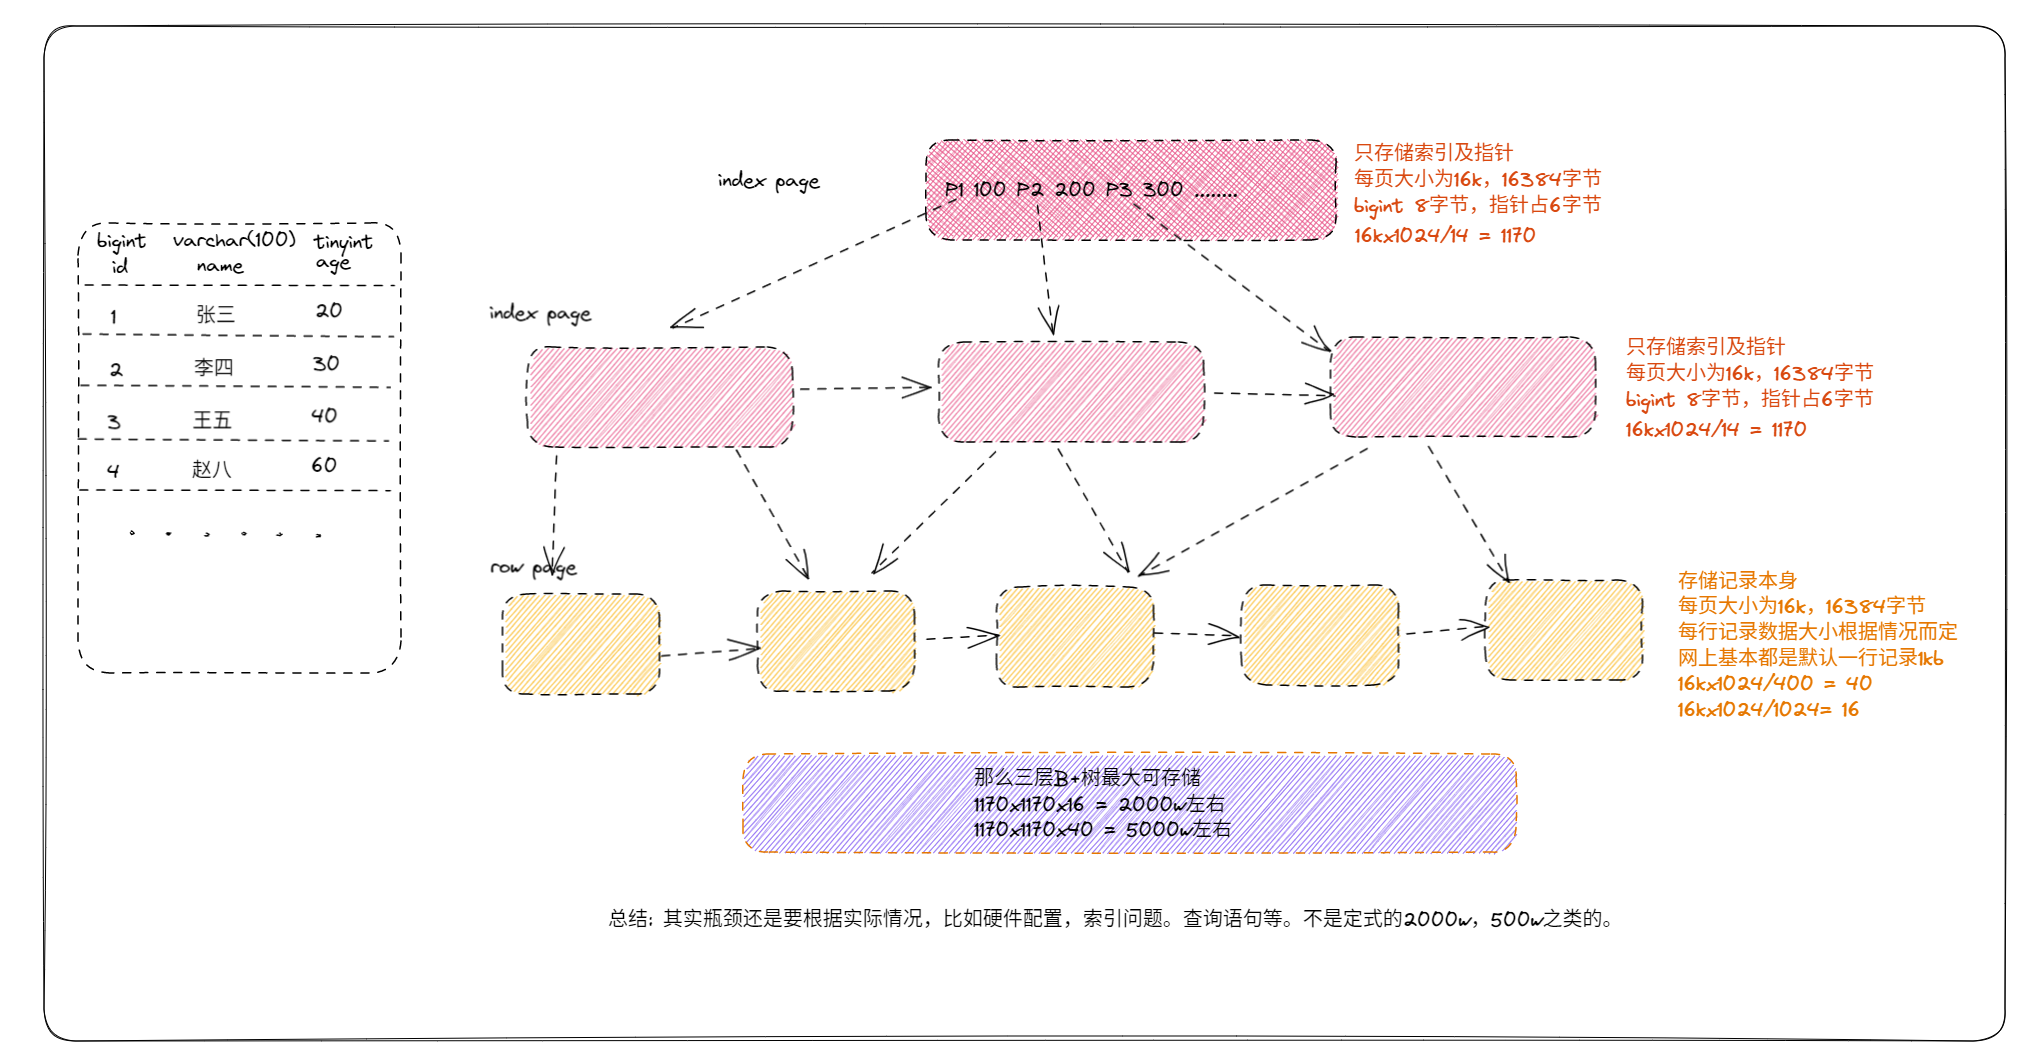 bigint id
varchar(100) name
tinyint age
1 张三 20
2 李四 30
3 王五 40
4 赵八 60
. . . . . .
index page
P1 100 P2 200 P3 300 ........
只存储索引及指针
每页大小为16k，16384字节
bigint 8字节，指针占6字节
16kx1024/14 = 1170
index page
只存储索引及指针
每页大小为16k，16384字节
bigint 8字节，指针占6字节
16kx1024/14 = 1170
row page
存储记录本身
每页大小为16k，16384字节
每行记录数据大小根据情况而定
网上基本都是默认一行记录1kb
16kx1024/400 = 40
16kx1024/1024= 16
那么三层B+树最大可存储
1170x1170x16 = 2000w左右
1170x1170x40 = 5000w左右
总结: 其实瓶颈还是要根据实际情况，比如硬件配置，索引问题。查询语句等。不是定式的2000w，500w之类的。